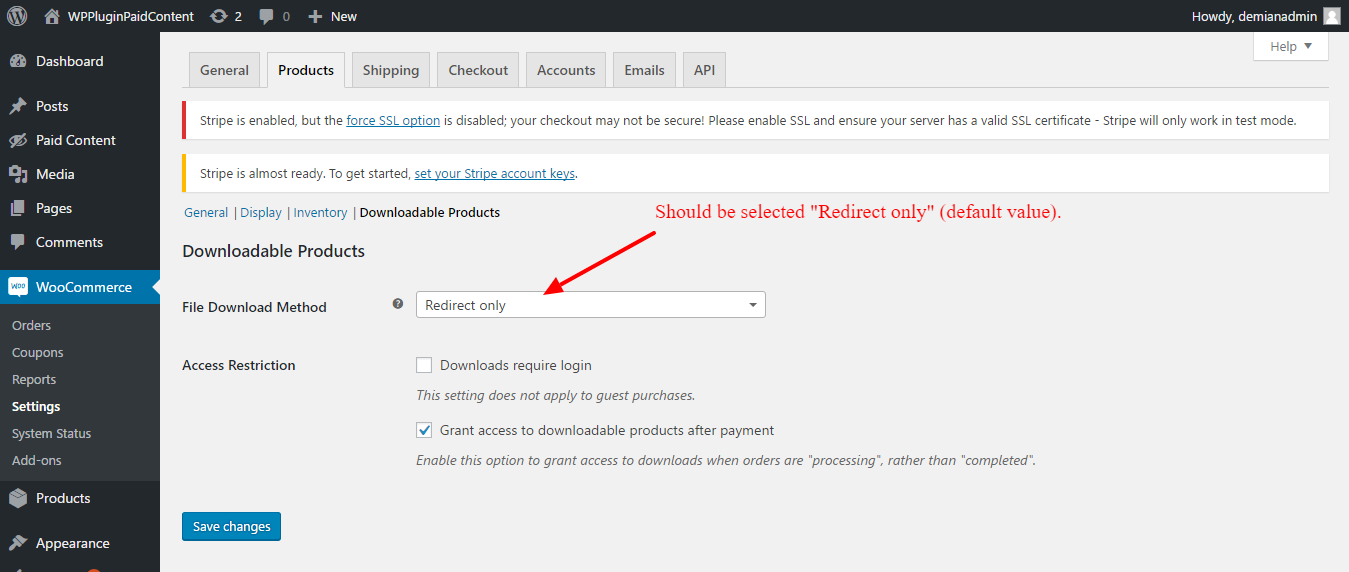 WPPluginPaidContent 2 0 New Howdy, demianadmin
Help
Dashboard
Posts
Paid Content
Media
Pages
Comments
WooCommerce
Orders
Coupons
Reports
Settings
System Status
Add-ons
Products
Appearance
General Products Shipping Checkout Accounts Emails API
Stripe is enabled, but the force SSL option is disabled; your checkout may not be secure! Please enable SSL and ensure your server has a valid SSL certificate - Stripe will only work in test mode.
Stripe is almost ready. To get started, set your Stripe account keys.
General | Display | Inventory | Downloadable Products
Should be selected "Redirect only" (default value).
Downloadable Products
File Download Method ? Redirect only
Access Restriction Downloads require login
This setting does not apply to guest purchases.
Grant access to downloadable products after payment
Enable this option to grant access to downloads when orders are "processing", rather than "completed".
Save changes